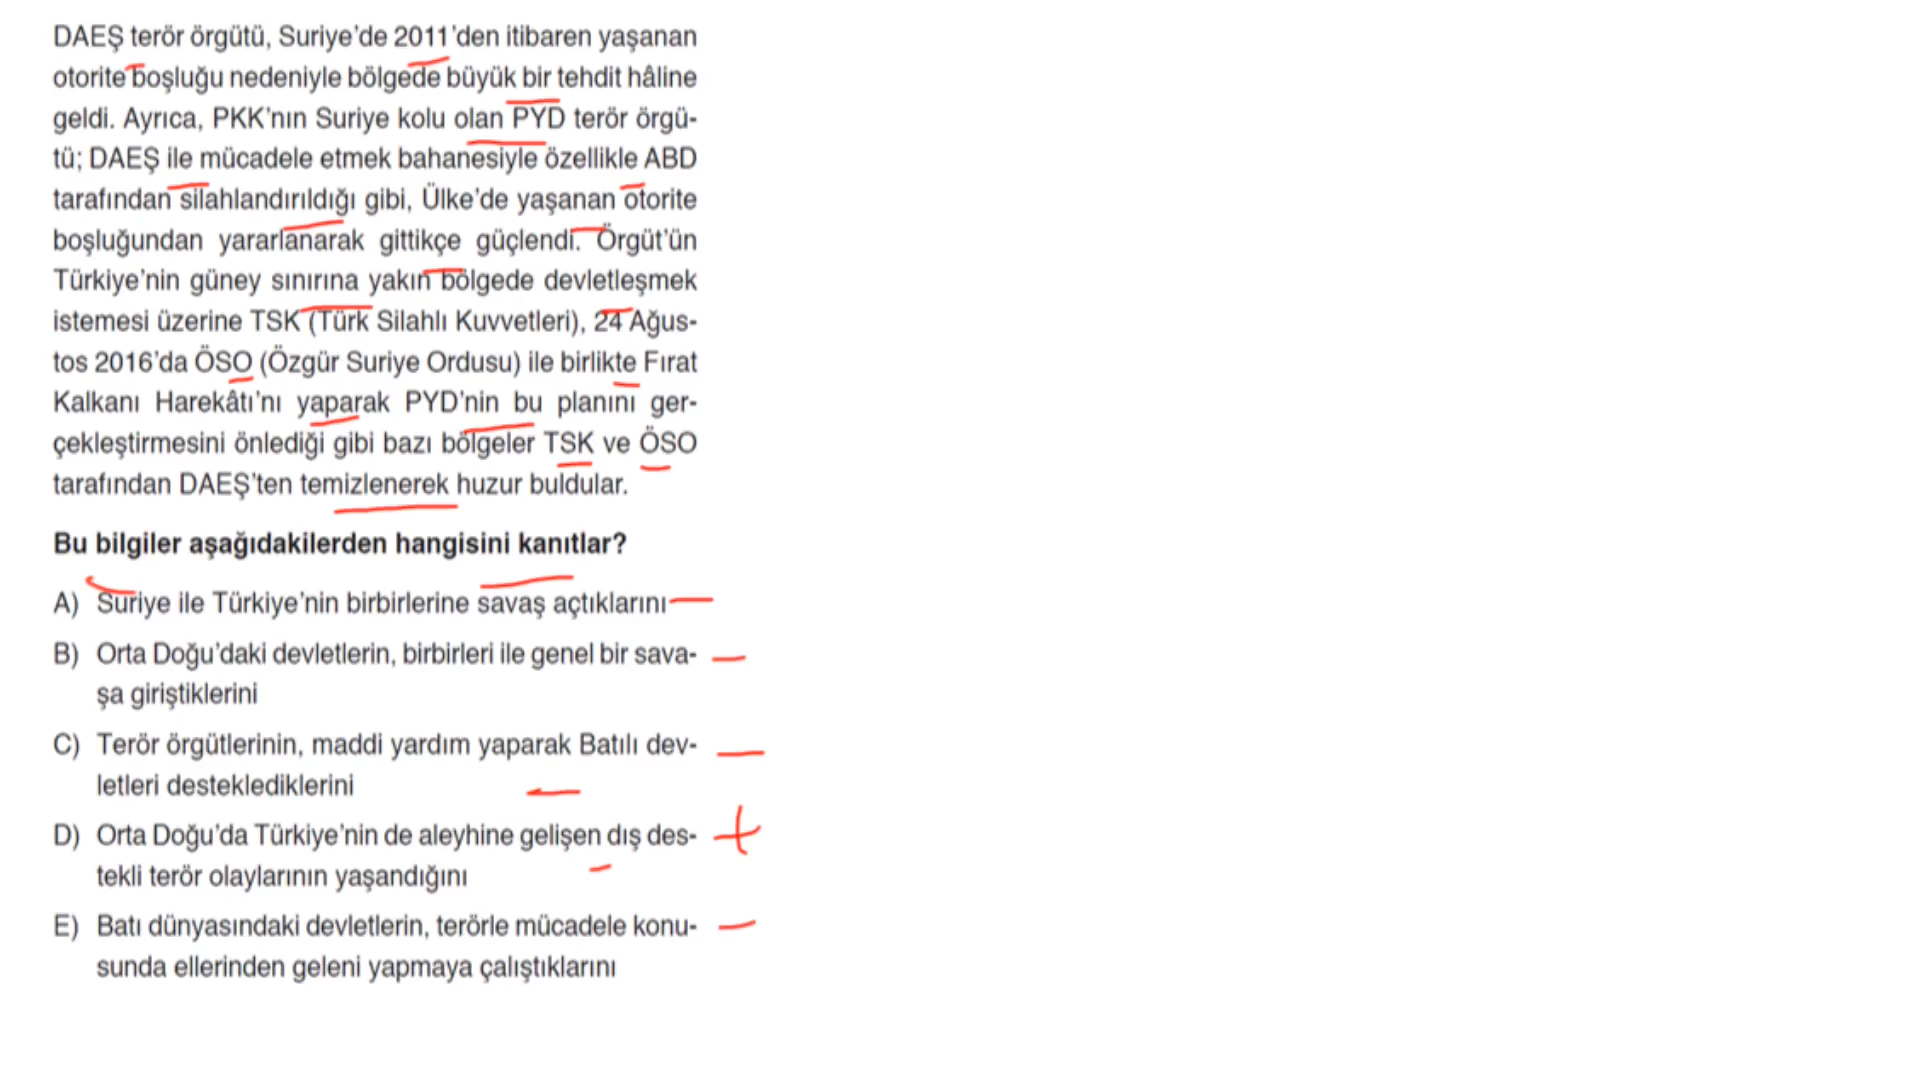 DAEŞ terör örgütü, Suriye’de 2011’den itibaren yaşanan
otorite boşluğu nedeniyle bölgede büyük bir tehdit hâline
geldi. Ayrıca, PKK’nın Suriye kolu olan PYD terör örgü-
tü; DAEŞ ile mücadele etmek bahanesiyle özellikle ABD
tarafından silahlandırıldığı gibi, Ülke’de yaşanan otorite
boşluğundan yararlanarak gittikçe güçlendi. Örgüt’ün
Türkiye’nin güney sınırına yakın bölgede devletleşmek
istemesi üzerine TSK (Türk Silahlı Kuvvetleri), 24 Ağus-
tos 2016’da ÖSO (Özgür Suriye Ordusu) ile birlikte Fırat
Kalkanı Harekâtı’nı yaparak PYD’nin bu planını ger-
çekleştirmesini önlediği gibi bazı bölgeler TSK ve ÖSO
tarafından DAEŞ’ten temizlenerek huzur buldular.
Bu bilgiler aşağıdakilerden hangisini kanıtlar?
A) Suriye ile Türkiye’nin birbirlerine savaş açtıklarını
B) Orta Doğu’daki devletlerin, birbirleri ile genel bir sava-
şa giriştiklerini
C) Terör örgütlerinin, maddi yardım yaparak Batılı dev-
letleri desteklediklerini
D) Orta Doğu’da Türkiye’nin de aleyhine gelişen dış des-
tekli terör olaylarının yaşandığını
E) Batı dünyasındaki devletlerin, terörle mücadele konu-
sunda ellerinden geleni yapmaya çalıştıklarını